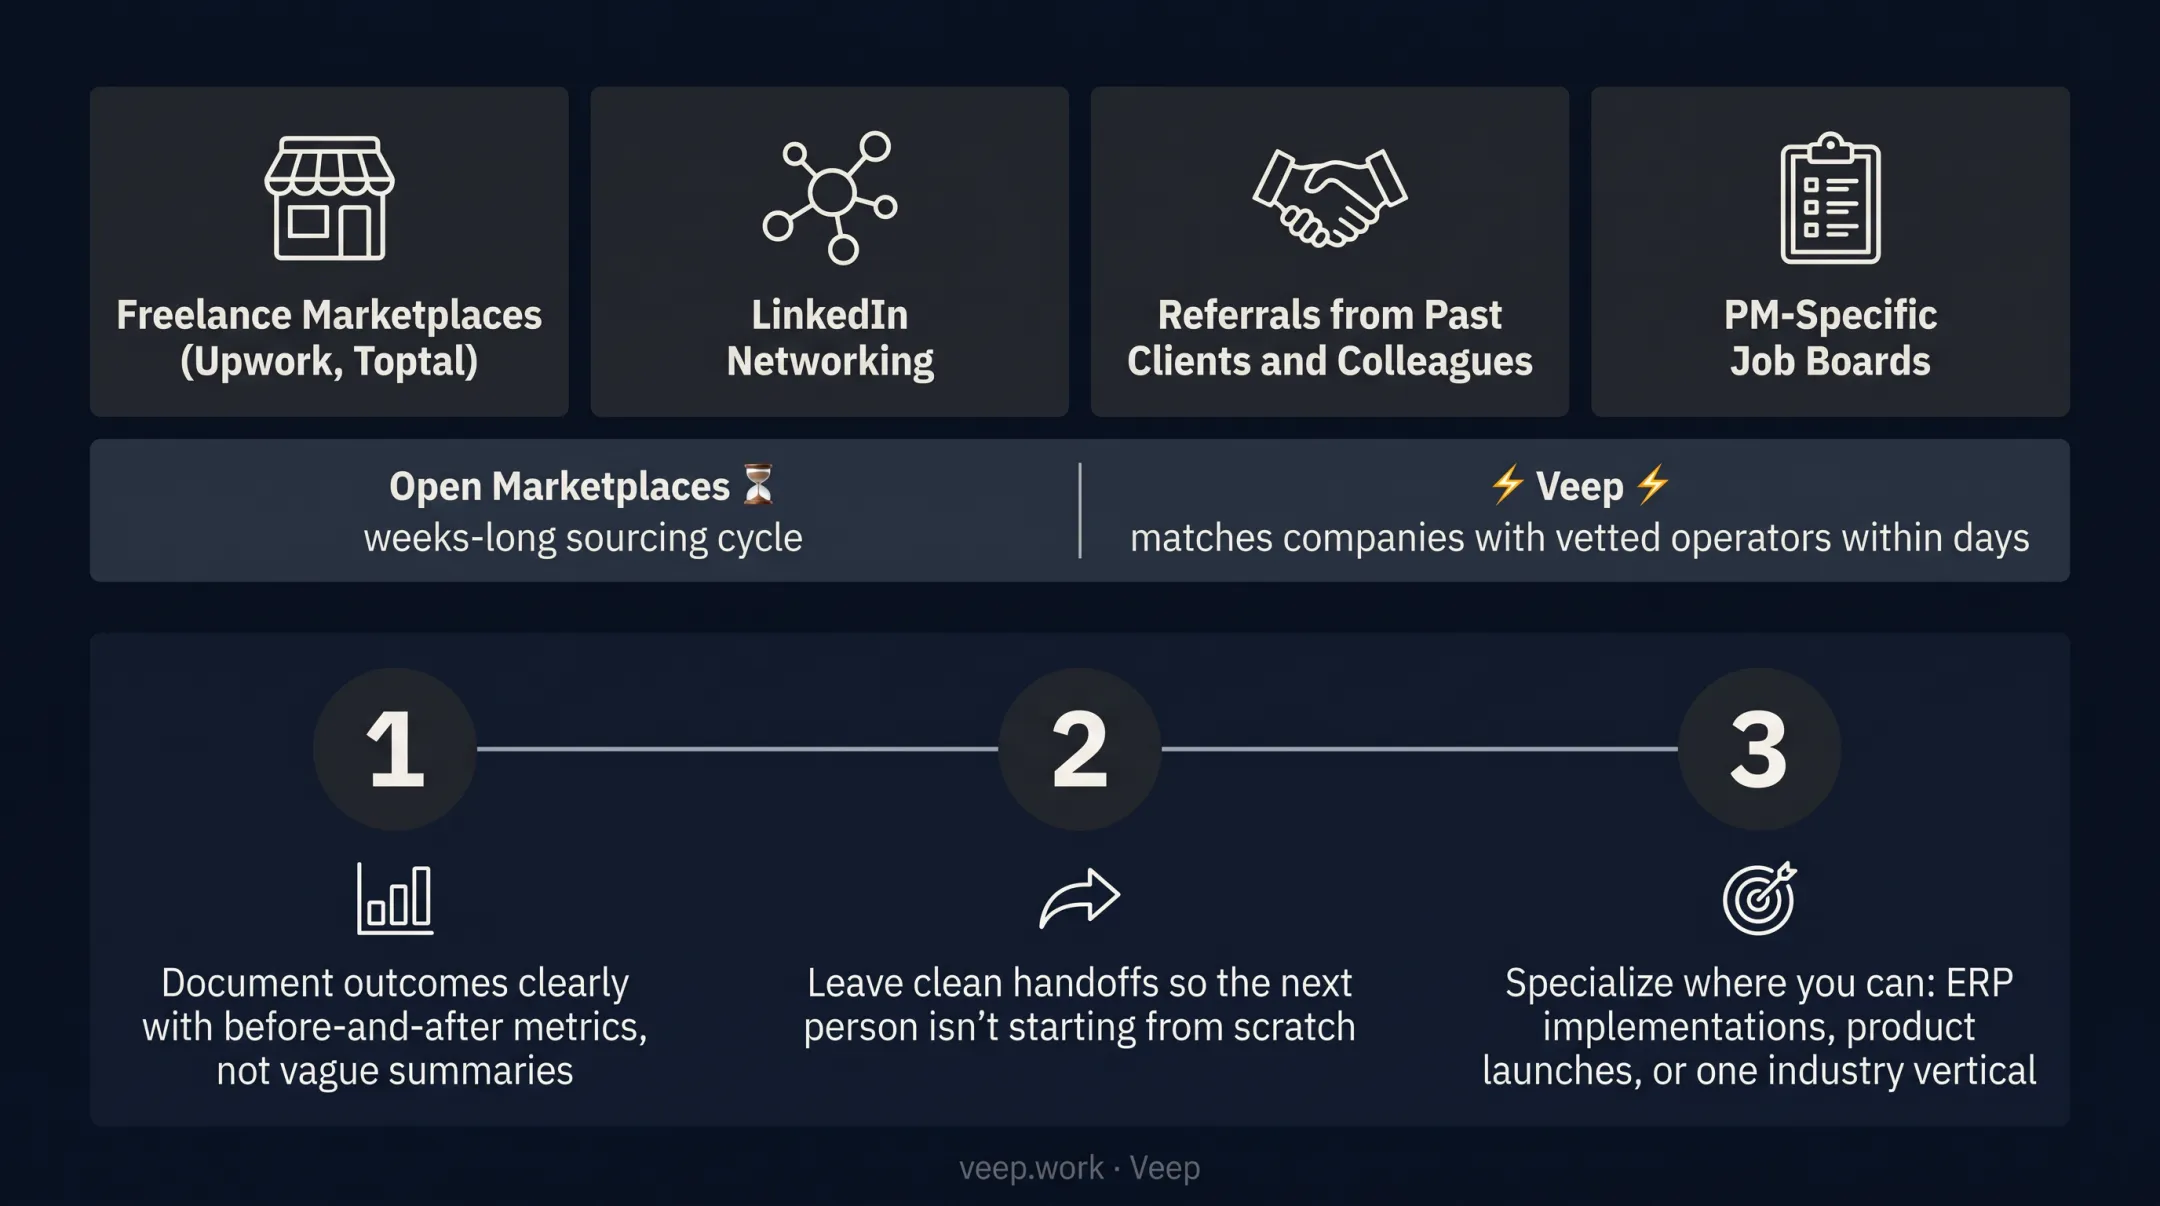 Freelance Marketplaces
(Upwork, Toptal)
LinkedIn
Networking
Referrals from Past
Clients and Colleagues
PM-Specific
Job Boards
Open Marketplaces ⏳
weeks-long sourcing cycle
⚡ Veep ⚡
matches companies with vetted operators within days
1
2
3
Document outcomes clearly
with before-and-after metrics,
not vague summaries
Leave clean handoffs so the next
person isn’t starting from scratch
Specialize where you can: ERP
implementations, product
launches, or one industry vertical
veep.work · Veep